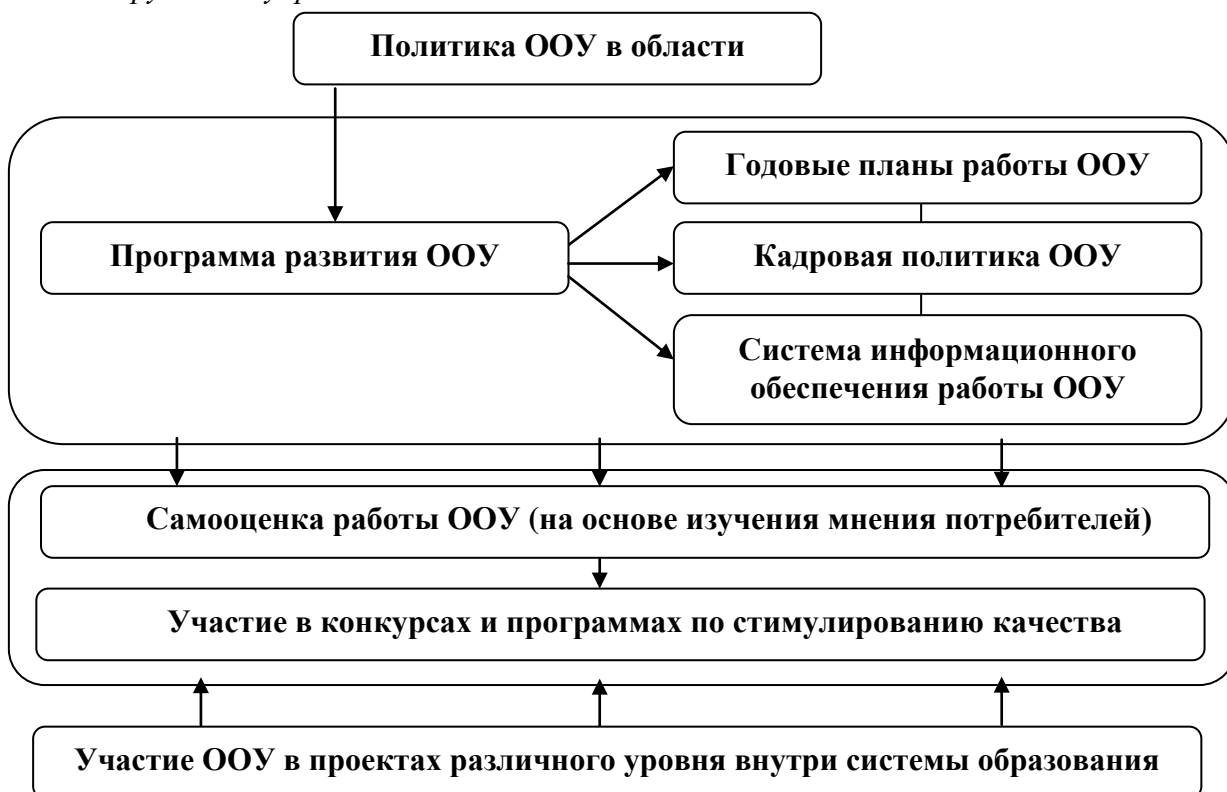 Политика ООУ в области
Годовые планы работы ООУ
Программа развития ООУ
Кадровая политика ООУ
Система информационного
обеспечения работы ООУ
Самооценка работы ООУ (на основе изучения мнения потребителей)
Участие в конкурсах и программах по стимулированию качества
Участие ООУ в проектах различного уровня внутри системы образования